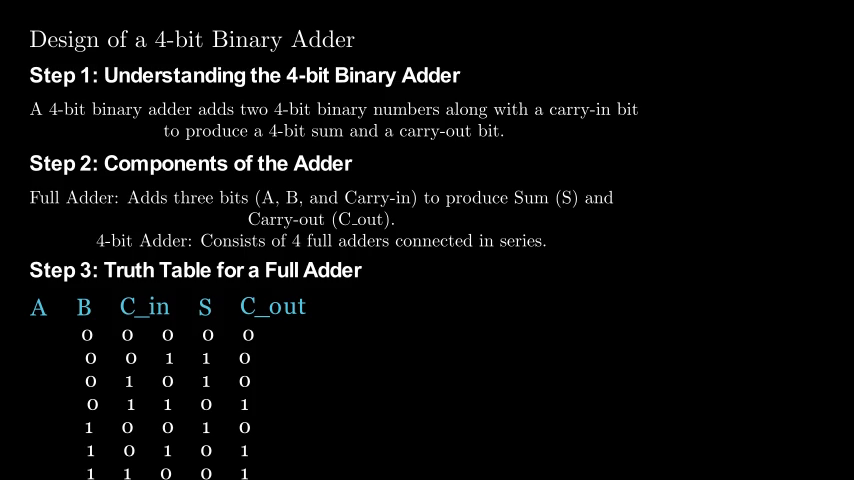 Design of a 4-bit Binary Adder
Step 1: Understanding the 4-bit Binary Adder
A 4-bit binary adder adds two 4-bit binary numbers along with a carry-in bit
to produce a 4-bit sum and a carry-out bit.
Step 2: Components of the Adder
Full Adder: Adds three bits (A, B, and Carry-in) to produce Sum (S) and
Carry-out (C_out).
4-bit Adder: Consists of 4 full adders connected in series.
Step 3: Truth Table for a Full Adder
A B C_in S C_out
0 0 0 0 0
0 0 1 1 0
0 1 0 1 0
0 1 1 0 1
1 0 0 1 0
1 0 1 0 1
1 1 0 0 1